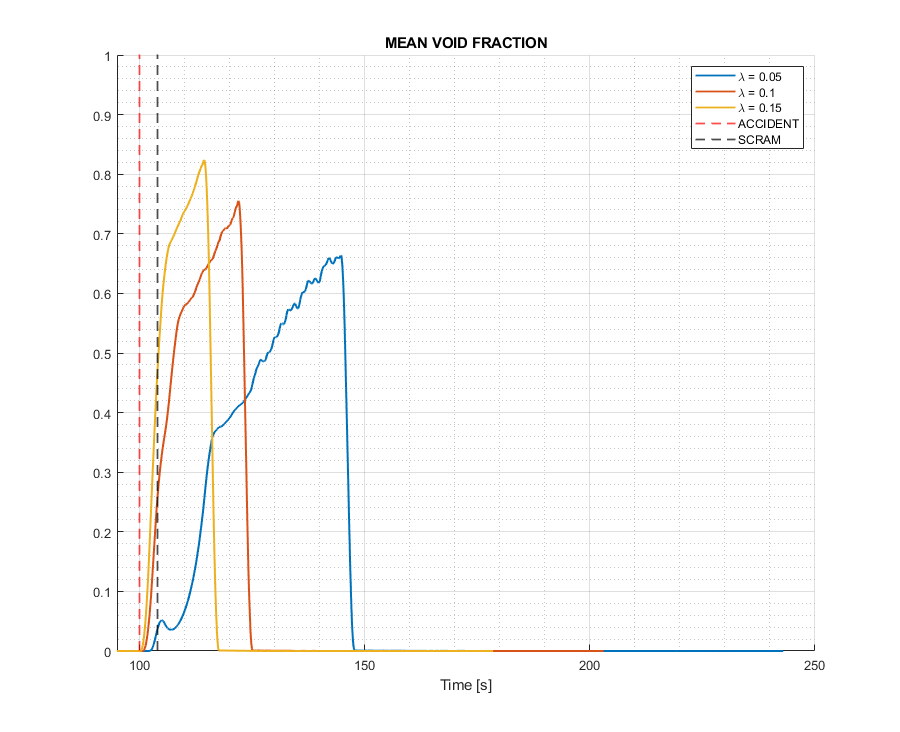 MEAN VOID FRACTION
1
0.9
0.8
0.7
0.6
0.5
0.4
0.3
0.2
0.1
0
λ = 0.05
λ = 0.1
λ = 0.15
ACCIDENT
SCRAM
100
150
200
250
Time [s]